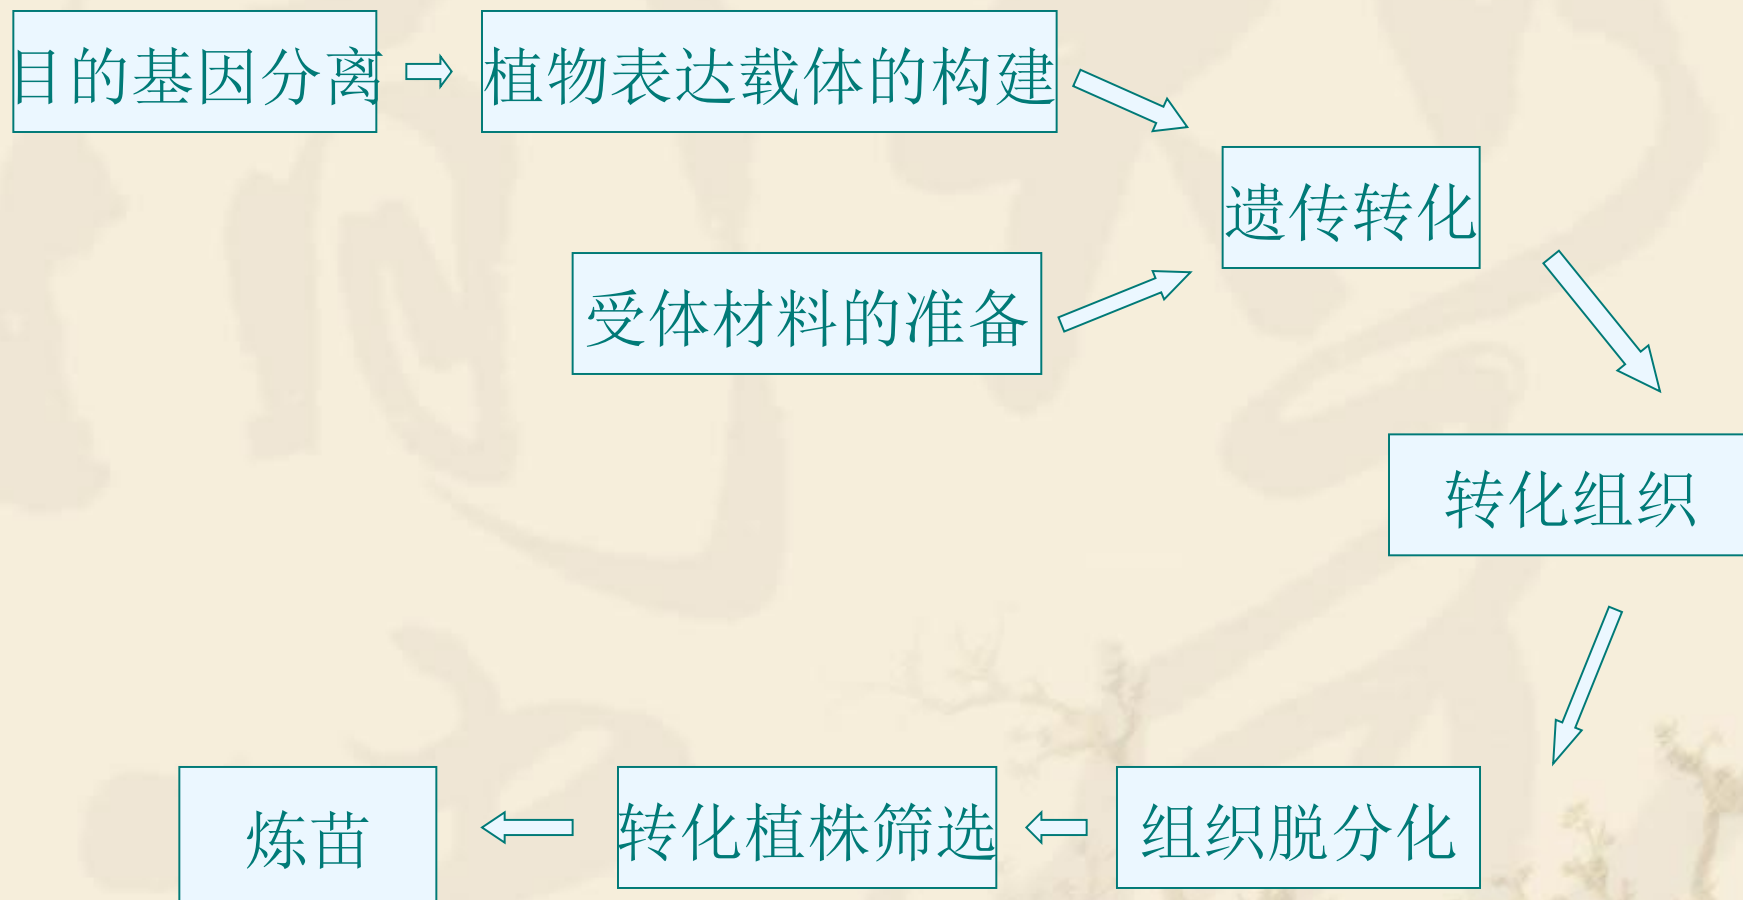 目的基因分离
植物表达载体的构建
遗传转化
受体材料的准备
转化组织
组织脱分化
转化植株筛选
炼苗